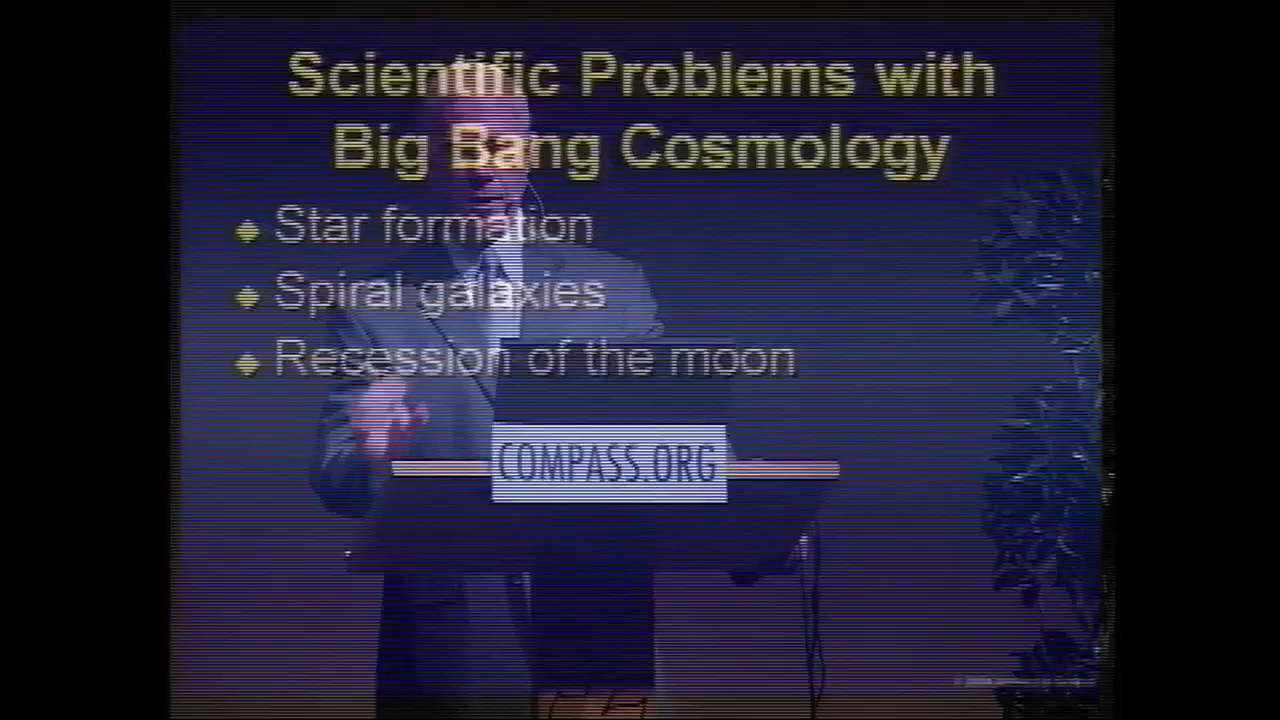 Scientific Problems with
Big Bang Cosmology
Star formation
Spiral galaxies
Recession of the moon
COMPASS.ORG